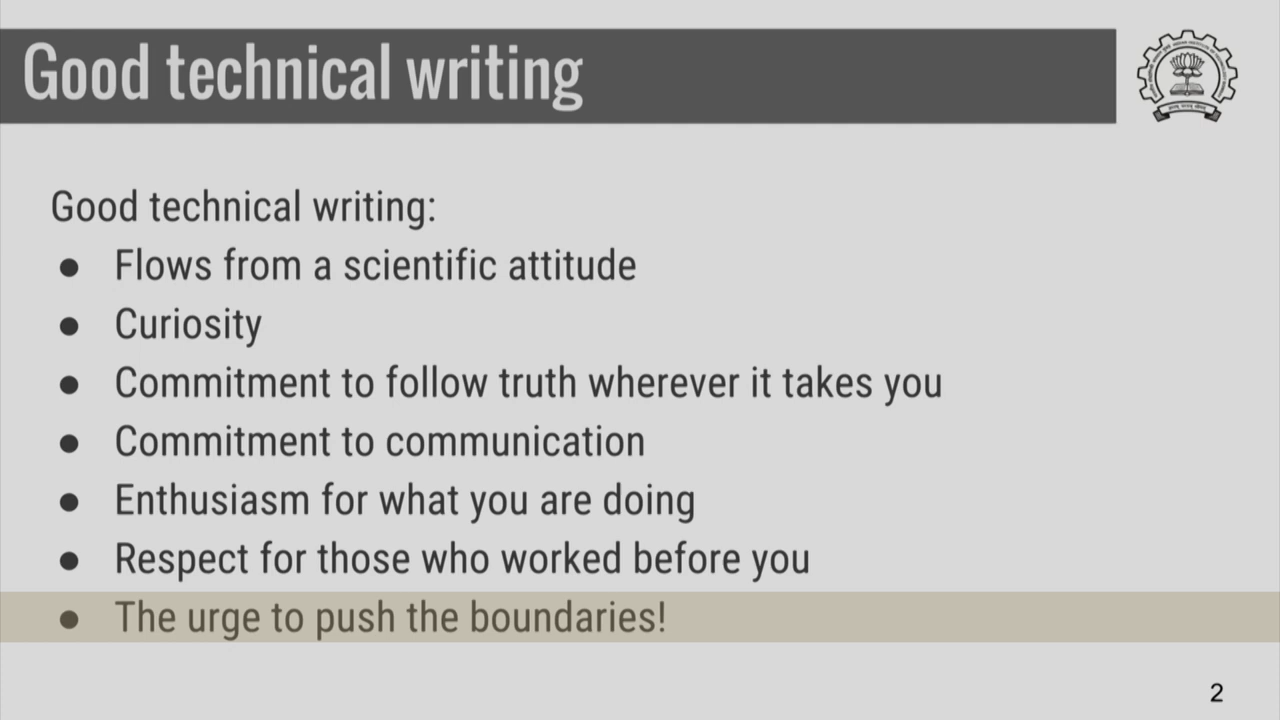 Good technical writing
Good technical writing:
● Flows from a scientific attitude
● Curiosity
● Commitment to follow truth wherever it takes you
● Commitment to communication
● Enthusiasm for what you are doing
● Respect for those who worked before you
● The urge to push the boundaries!
2